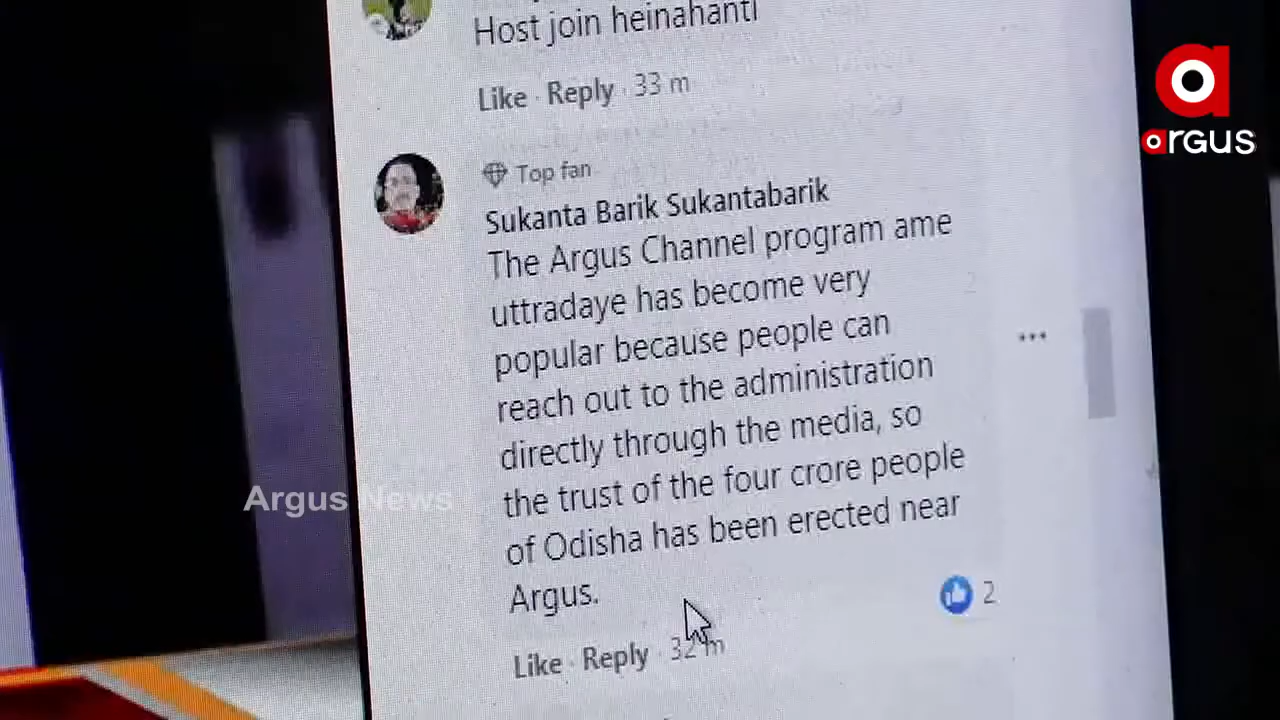 Host join heinahanti
Like · Reply · 33 m
argus
Top fan
Sukanta Barik Sukantabarik
The Argus Channel program ame
uttradaye has become very
popular because people can
reach out to the administration
directly through the media, so
the trust of the four crore people
of Odisha has been erected near
Argus.
2
Like · Reply · 32 m
Argus News